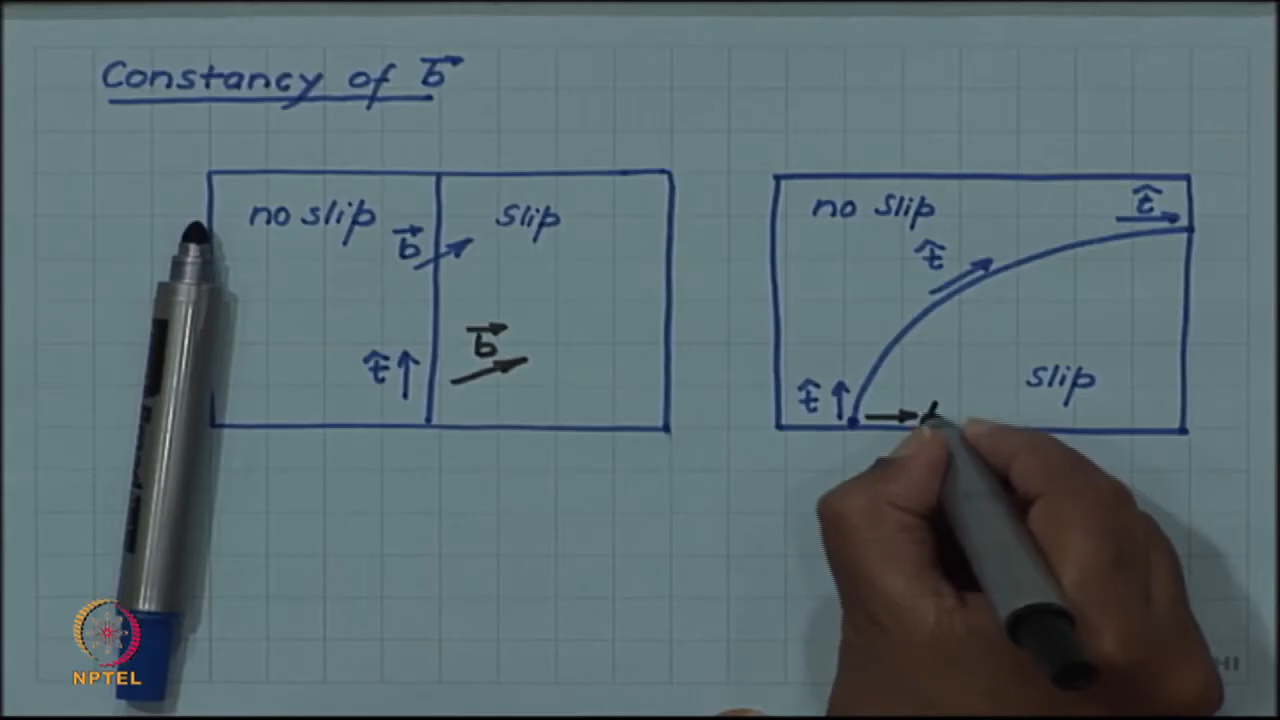 Constancy of b⃗
no slip
slip
b⃗
b⃗
t̂
no slip
t̂
t̂
slip
t̂
NPTEL